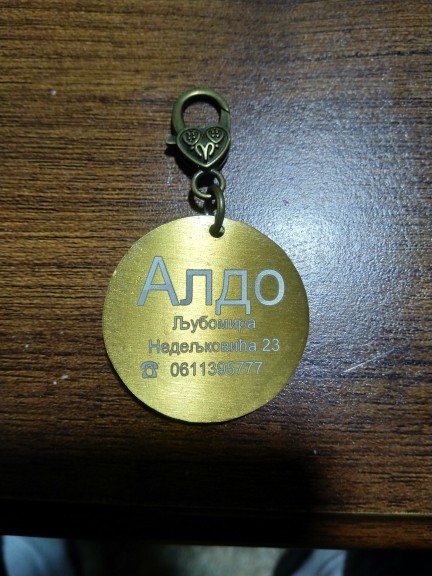 Алдо
Љубомира
Недељковића 23
☎ 0611395777